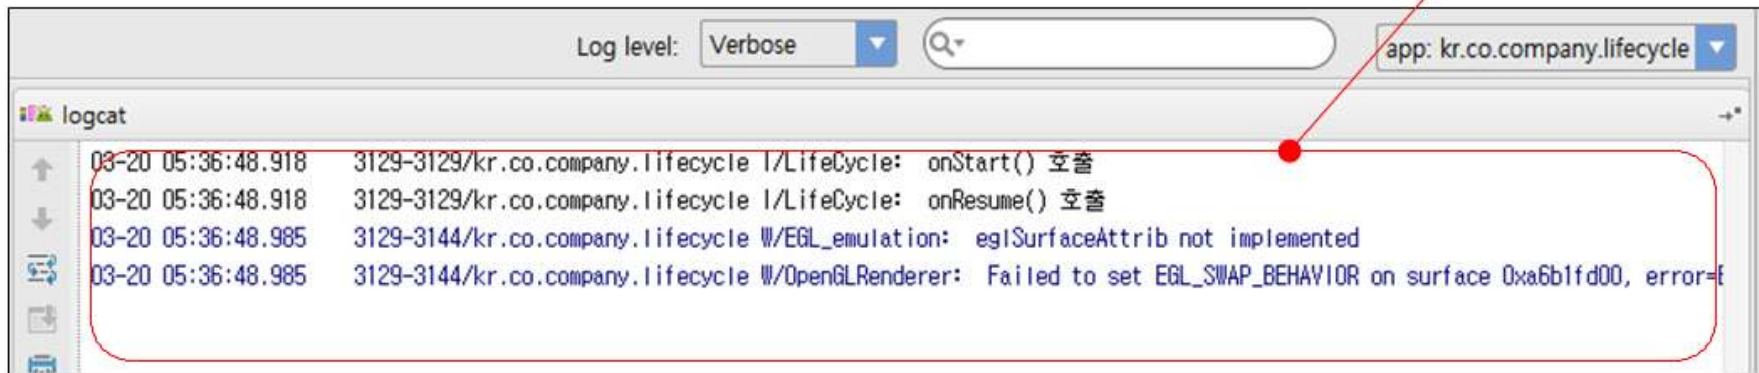 Log level: Verbose app: kr.co.company.lifecycle
logcat
03-20 05:36:48.918 3129-3129/kr.co.company.lifecycle I/LifeCycle: onStart() 호출
03-20 05:36:48.918 3129-3129/kr.co.company.lifecycle I/LifeCycle: onResume() 호출
03-20 05:36:48.985 3129-3144/kr.co.company.lifecycle W/EGL_emulation: eglSurfaceAttrib not implemented
03-20 05:36:48.985 3129-3144/kr.co.company.lifecycle W/OpenGLRenderer: Failed to set EGL_SWAP_BEHAVIOR on surface 0xa6b1fd00, error=